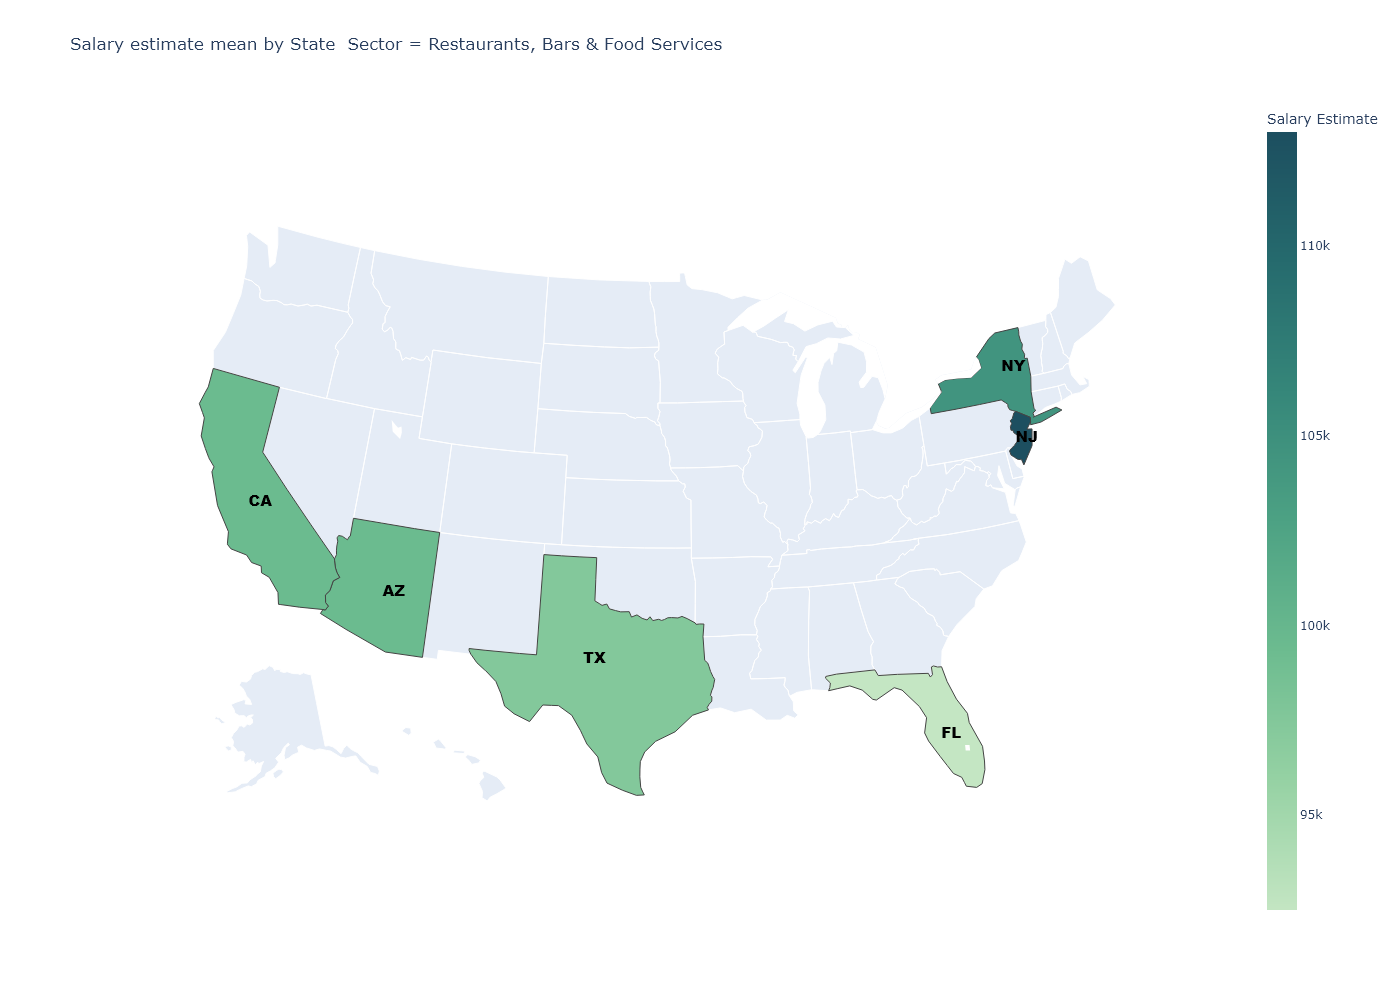 Salary estimate mean by State  Sector = Restaurants, Bars & Food Services
Salary Estimate
110k
105k
100k
95k
NY
NJ
CA
AZ
TX
FL